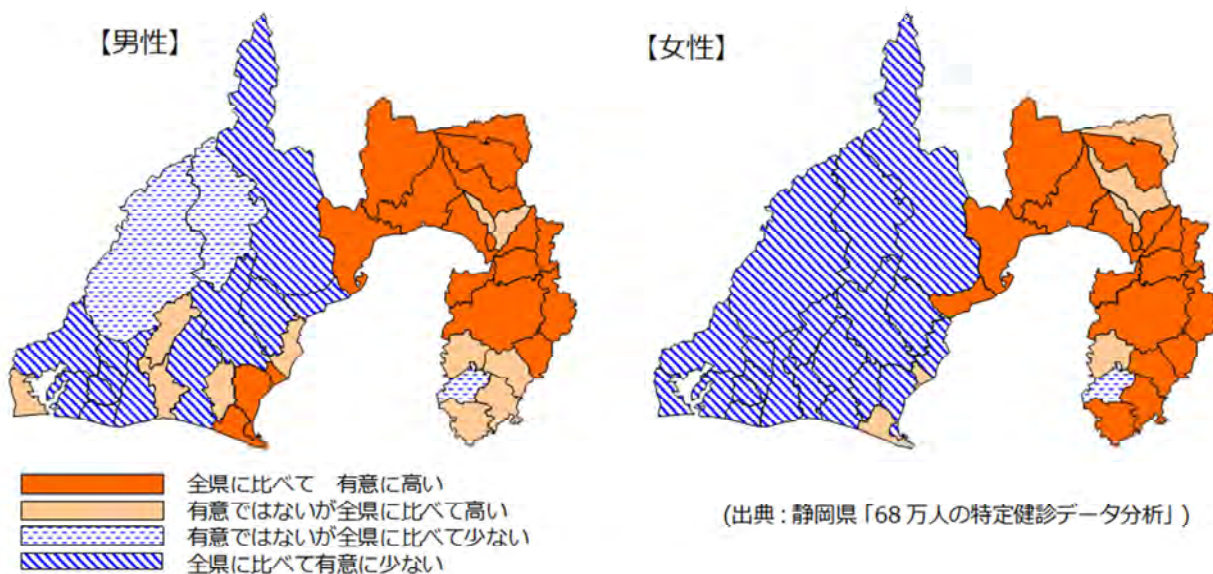 【男性】
【女性】
全県に比べて 有意に高い
有意ではないが全県に比べて高い
有意ではないが全県に比べて少ない
全県に比べて有意に少ない
(出典:静岡県「68万人の特定健診データ分析」)